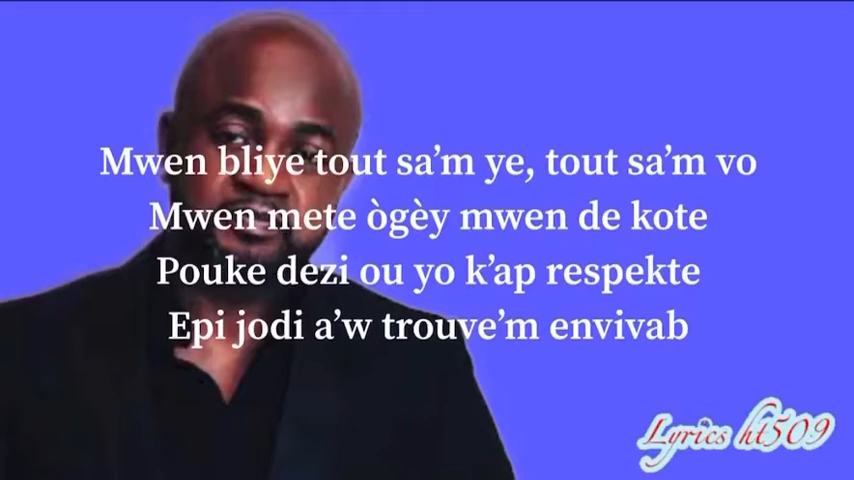 Mwen bliye tout sa’m ye, tout sa’m vo
Mwen mete ògèy mwen de kote
Pouke dezi ou yo k’ap respekte
Epi jodi a’w trouve’m envivab
Lyrics ht509